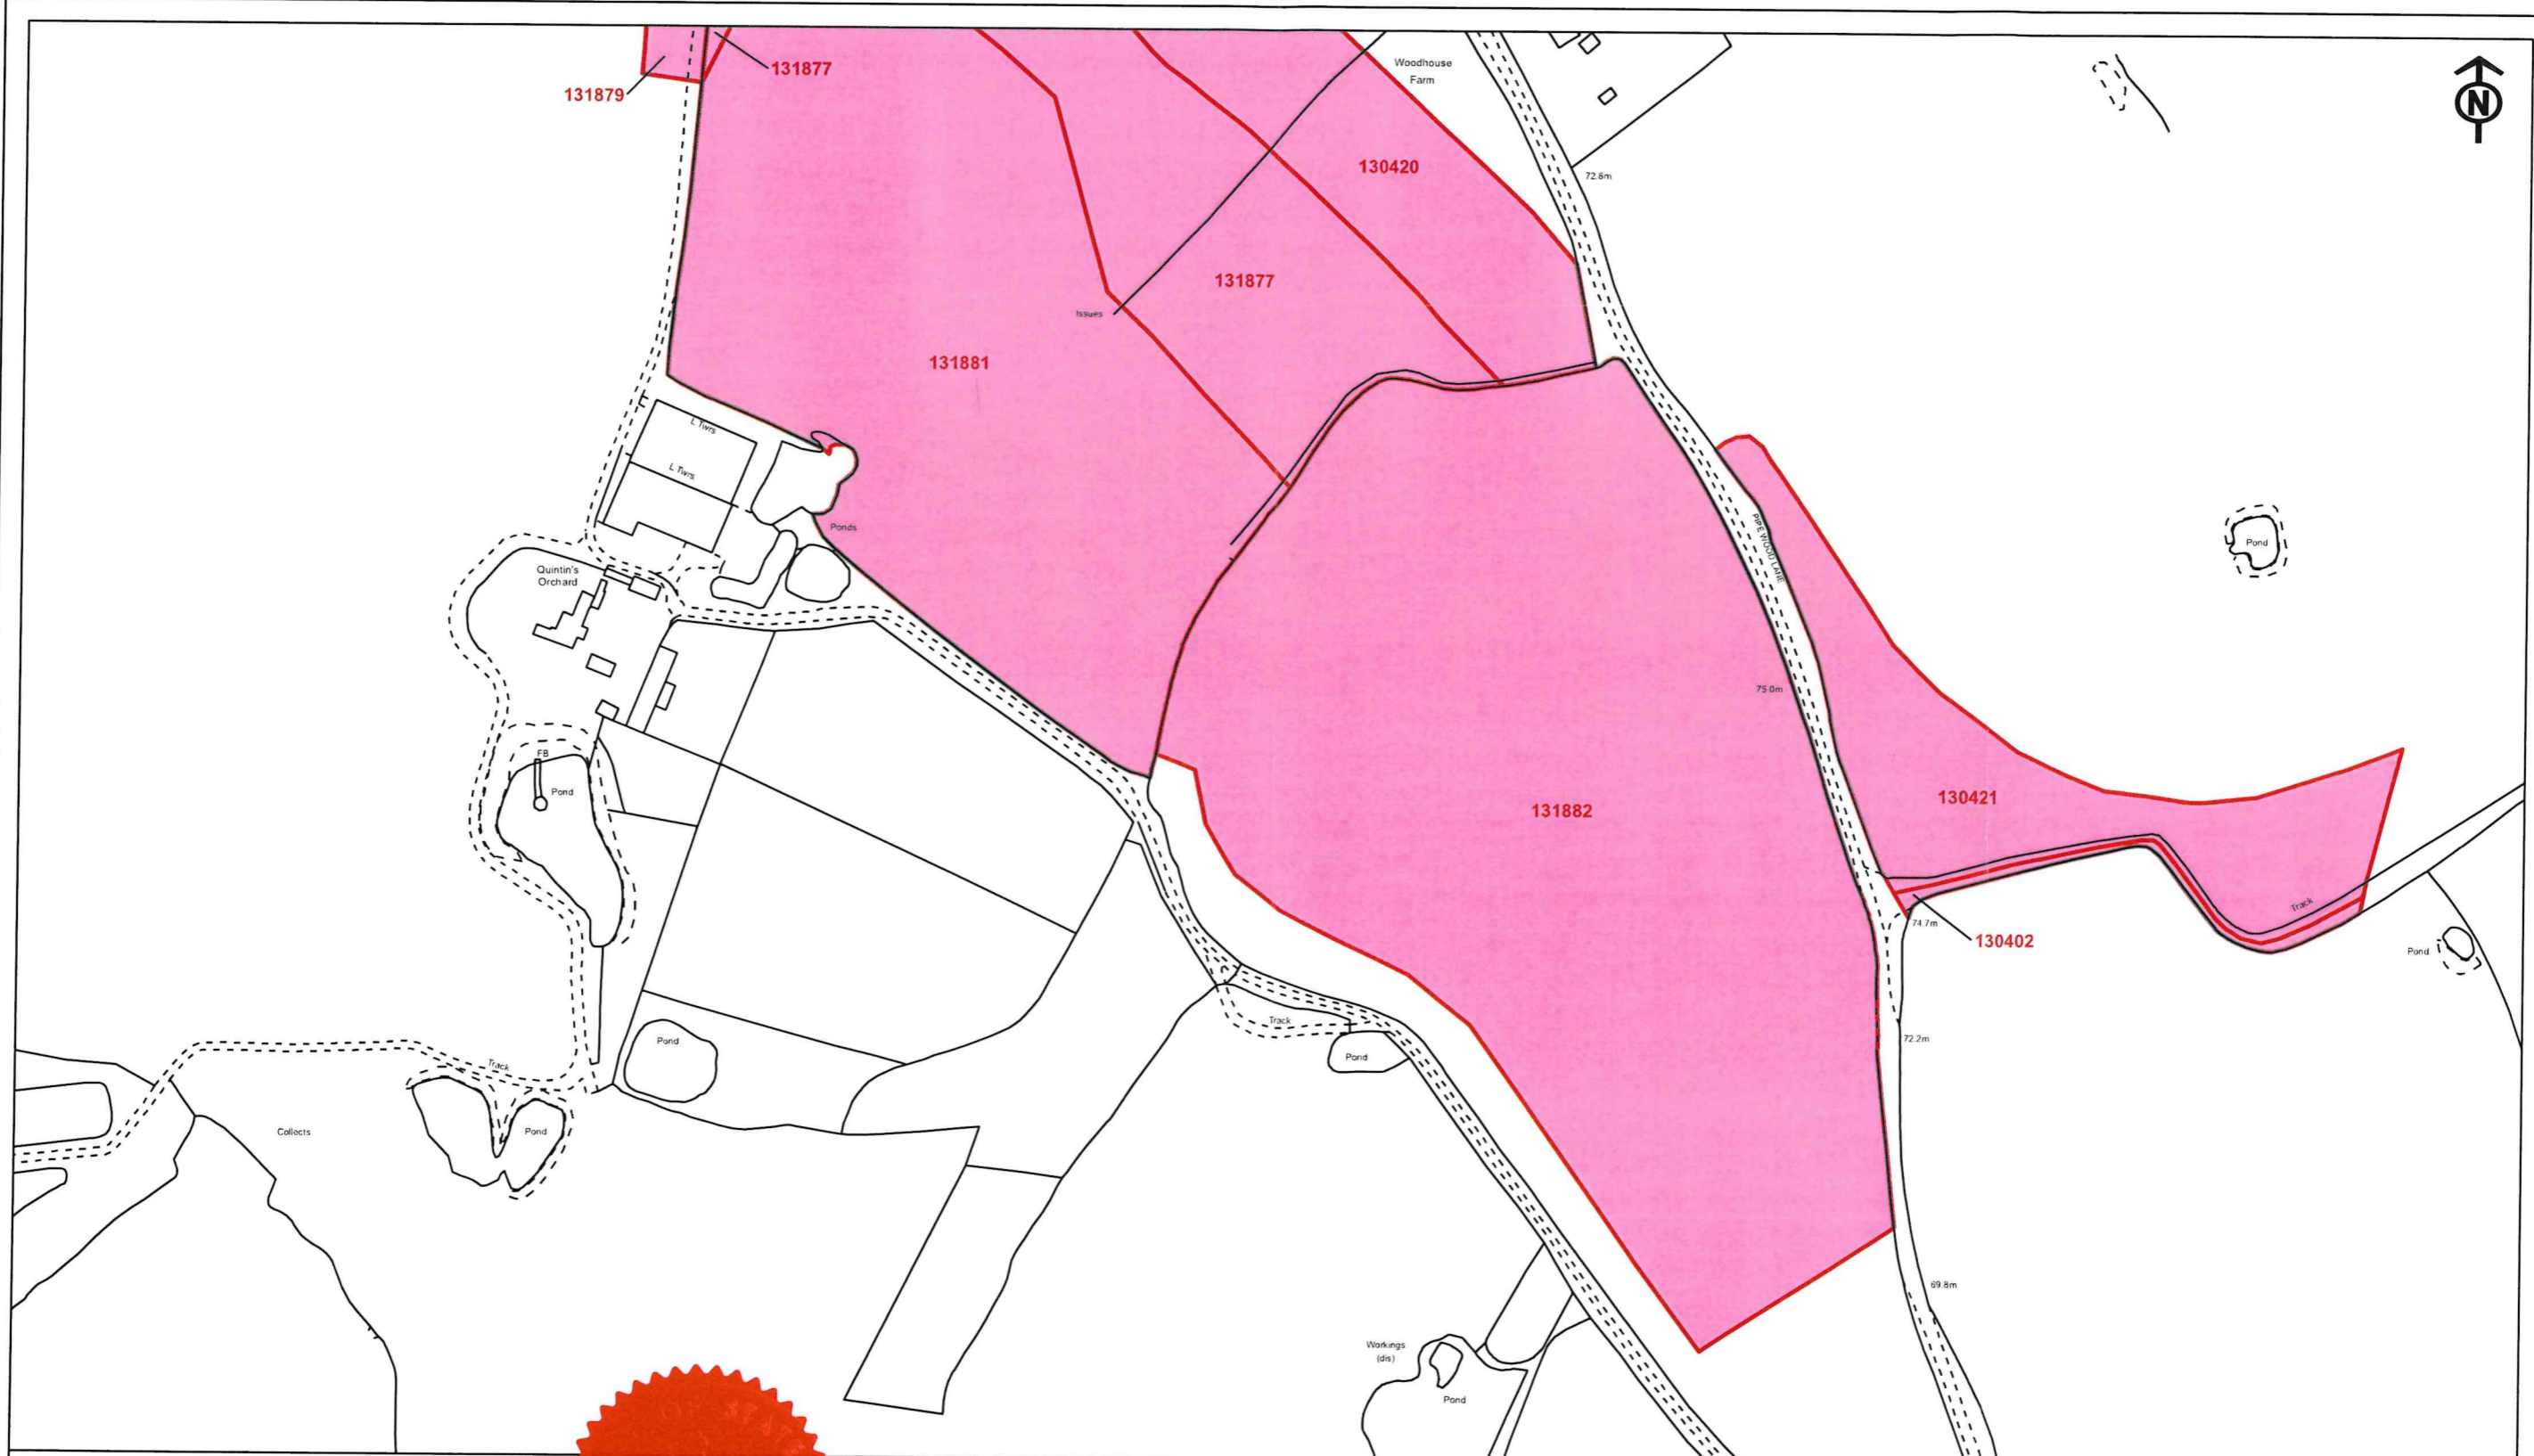 131877
131879
Woodhouse
Farm
N
130420
72.8m
131877
Issues
131881
L Twrs
L Twrs
Ponds
Quintin's
Orchard
PIPE WOOD LANE
Pond
75.0m
FB
Pond
131882
130421
Track
74.7m
130402
Pond
Track
Pond
Pond
72.2m
Track
Collects
Pond
69.8m
Workings
(dis)
Pond
OF STATE